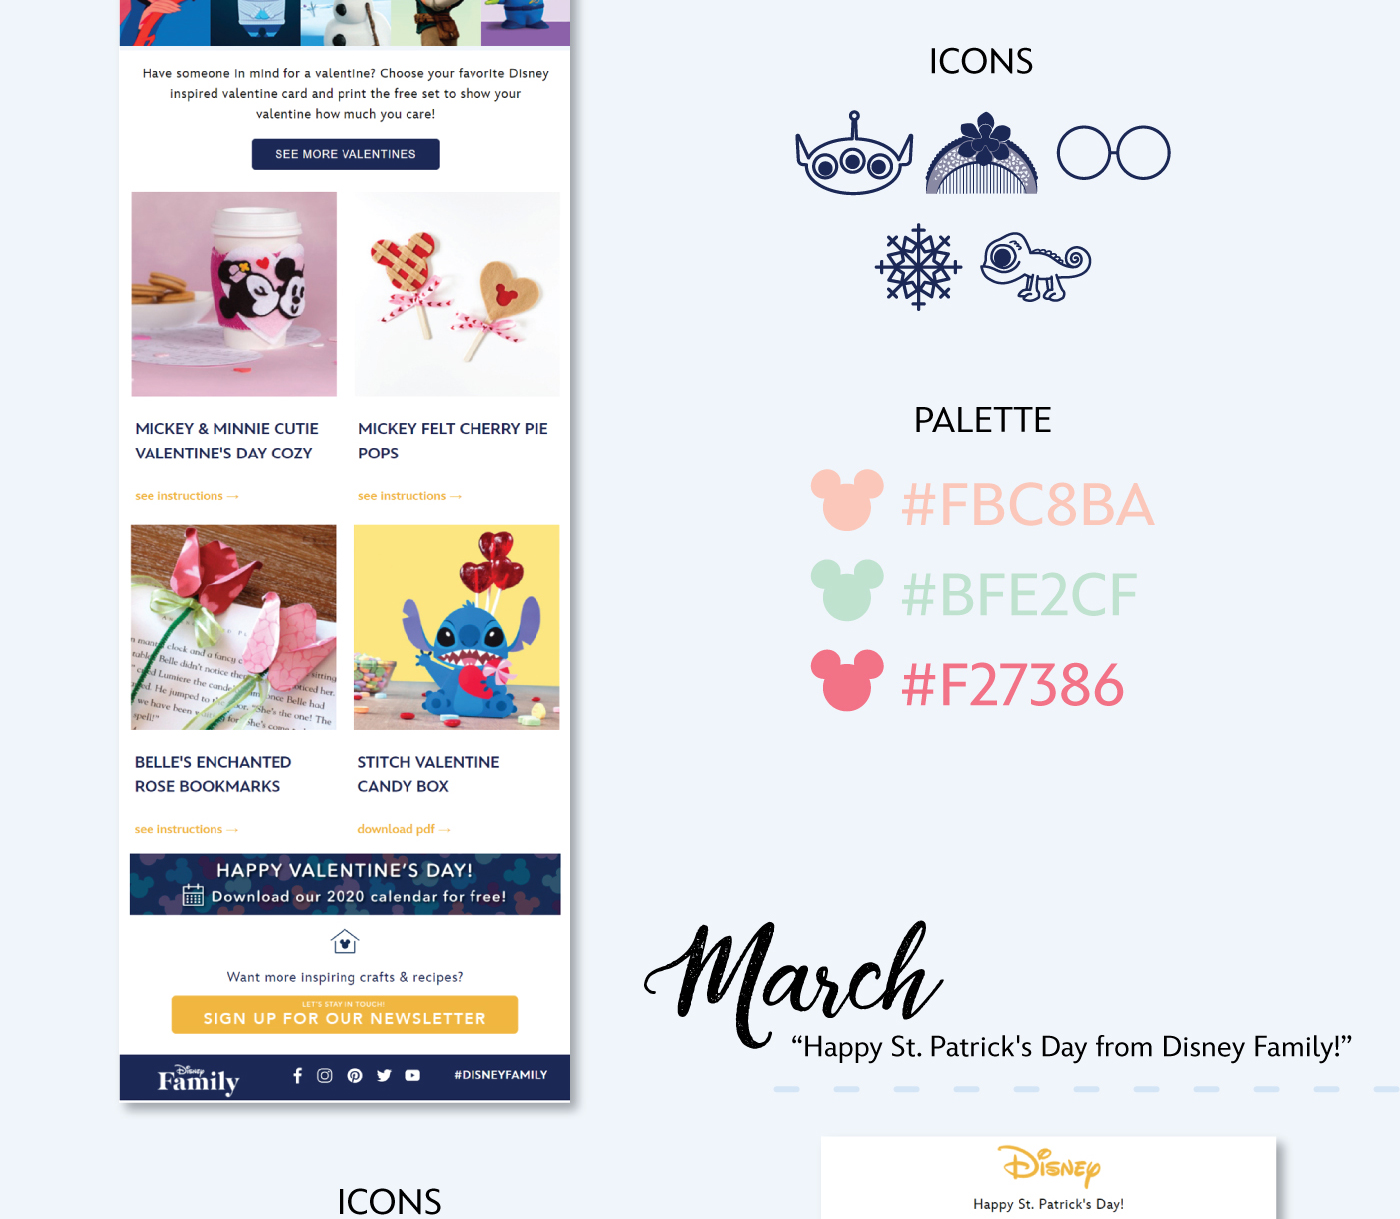 Have someone in mind for a valentine? Choose your favorite Disney
inspired valentine card and print the free set to show your
valentine how much you care!
SEE MORE VALENTINES
MICKEY & MINNIE CUTIE
VALENTINE'S DAY COZY
see instructions →
MICKEY FELT CHERRY PIE
POPS
see instructions →
BELLE'S ENCHANTED
ROSE BOOKMARKS
see instructions →
STITCH VALENTINE
CANDY BOX
download pdf →
HAPPY VALENTINE'S DAY!
Download our 2020 calendar for free!
Want more inspiring crafts & recipes?
LET'S STAY IN TOUCH!
SIGN UP FOR OUR NEWSLETTER
Disney
Family
#DISNEYFAMILY
ICONS
ICONS
PALETTE
#FBC8BA
#BFE2CF
#F27386
March
“Happy St. Patrick's Day from Disney Family!”
Disney
Happy St. Patrick's Day!